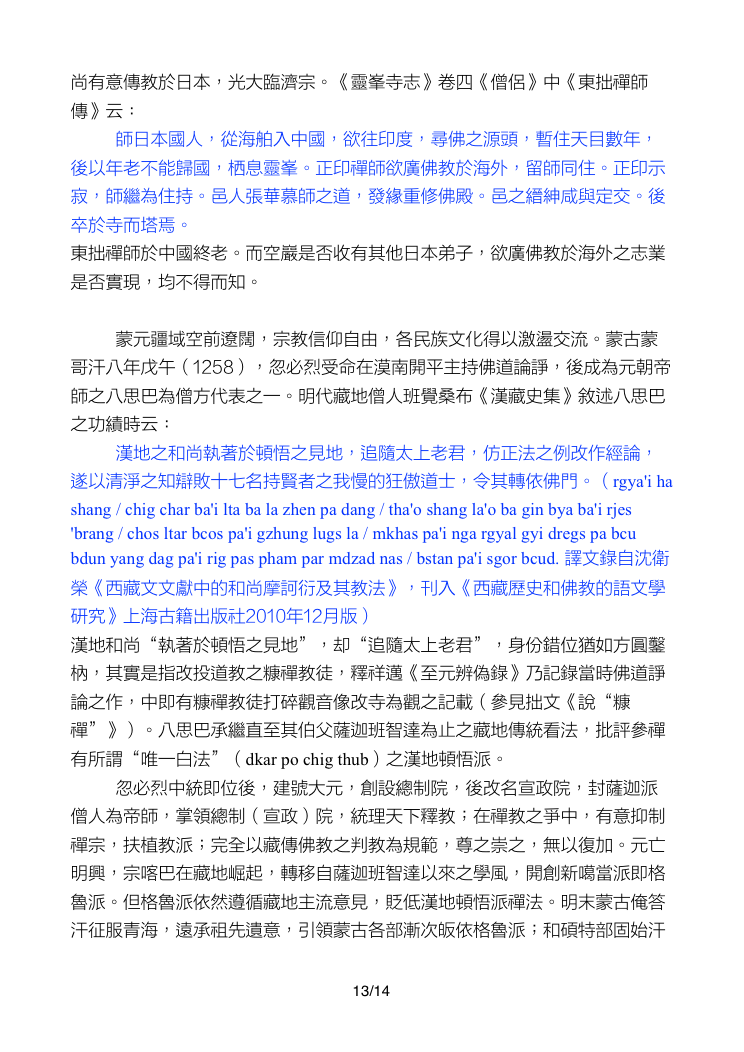 尚有意傳教於日本，光大臨濟宗。《靈峯寺志》卷四《僧侶》中《東拙禪師
傳》云：
師日本國人，從海舶入中國，欲往印度，尋佛之源頭，暫住天目數年，
後以年老不能歸國，栖息靈峯。正印禪師欲廣佛教於海外，留師同住。正印示
寂，師繼為住持。邑人張華慕師之道，發緣重修佛殿。邑之縉紳咸與定交。後
卒於寺而塔焉。
東拙禪師於中國終老。而空巖是否收有其他日本弟子，欲廣佛教於海外之志業
是否實現，均不得而知。
蒙元疆域空前遼闊，宗教信仰自由，各民族文化得以激盪交流。蒙古蒙
哥汗八年戊午（1258），忽必烈受命在漠南開平主持佛道論諍，後成為元朝帝
師之八思巴為僧方代表之一。明代藏地僧人班覺桑布《漢藏史集》敘述八思巴
之功績時云：
漢地之和尚執著於頓悟之見地，追隨太上老君，仿正法之例改作經論，
遂以清淨之知辯敗十七名持賢者之我慢的狂傲道士，令其轉依佛門。（rgya'i ha
shang / chig char ba'i lta ba la zhen pa dang / tha'o shang la'o ba gin bya ba'i rjes
'brang / chos ltar bcos pa'i gzhung lugs la / mkhas pa'i nga rgyal gyi dregs pa bcu
bdun yang dag pa'i rig pas pham par mdzad nas / bstan pa'i sgor bcud. 譯文錄自沈衛
榮《西藏文文獻中的和尚摩訶衍及其教法》，刊入《西藏歷史和佛教的語文學
研究》上海古籍出版社2010年12月版）
漢地和尚“執著於頓悟之見地”，却“追隨太上老君”，身份錯位猶如方圓鑿
枘，其實是指改投道教之糠禪教徒，釋祥邁《至元辨偽錄》乃記錄當時佛道諍
論之作，中即有糠禪教徒打碎觀音像改寺為觀之記載（參見拙文《說“糠
禪”》）。八思巴承繼直至其伯父薩迦班智達為止之藏地傳統看法，批評參禪
有所謂“唯一白法”（dkar po chig thub）之漢地頓悟派。
忽必烈中統即位後，建號大元，創設總制院，後改名宣政院，封薩迦派
僧人為帝師，掌領總制（宣政）院，統理天下釋教；在禪教之爭中，有意抑制
禪宗，扶植教派；完全以藏傳佛教之判教為規範，尊之崇之，無以復加。元亡
明興，宗喀巴在藏地崛起，轉移自薩迦班智達以來之學風，開創新噶當派即格
魯派。但格魯派依然遵循藏地主流意見，貶低漢地頓悟派禪法。明末蒙古俺答
汗征服青海，遠承祖先遺意，引領蒙古各部漸次皈依格魯派；和碩特部固始汗
13/14